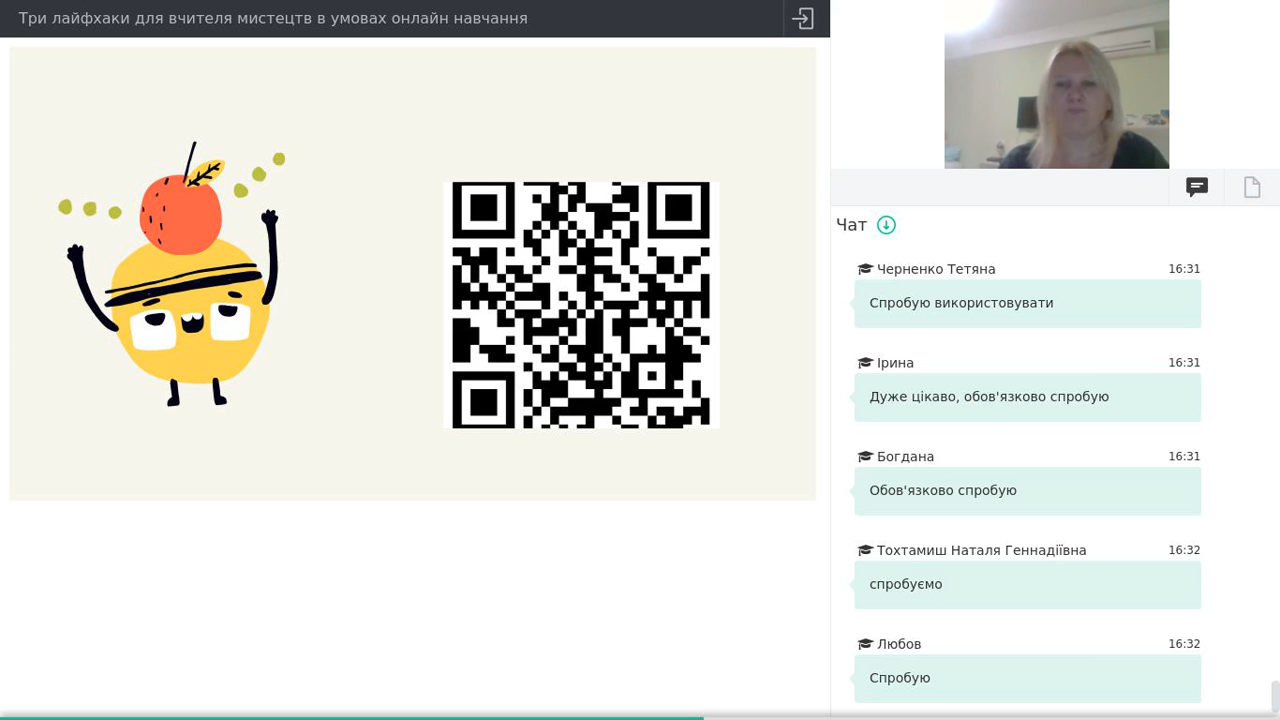 Три лайфхаки для вчителя мистецтв в умовах онлайн навчання
Чат
Черненко Тетяна 16:31
Спробую використовувати
Ірина 16:31
Дуже цікаво, обов'язково спробую
Богдана 16:31
Обов'язково спробую
Тохтамиш Наталя Геннадіївна 16:32
спробуємо
Любов 16:32
Спробую